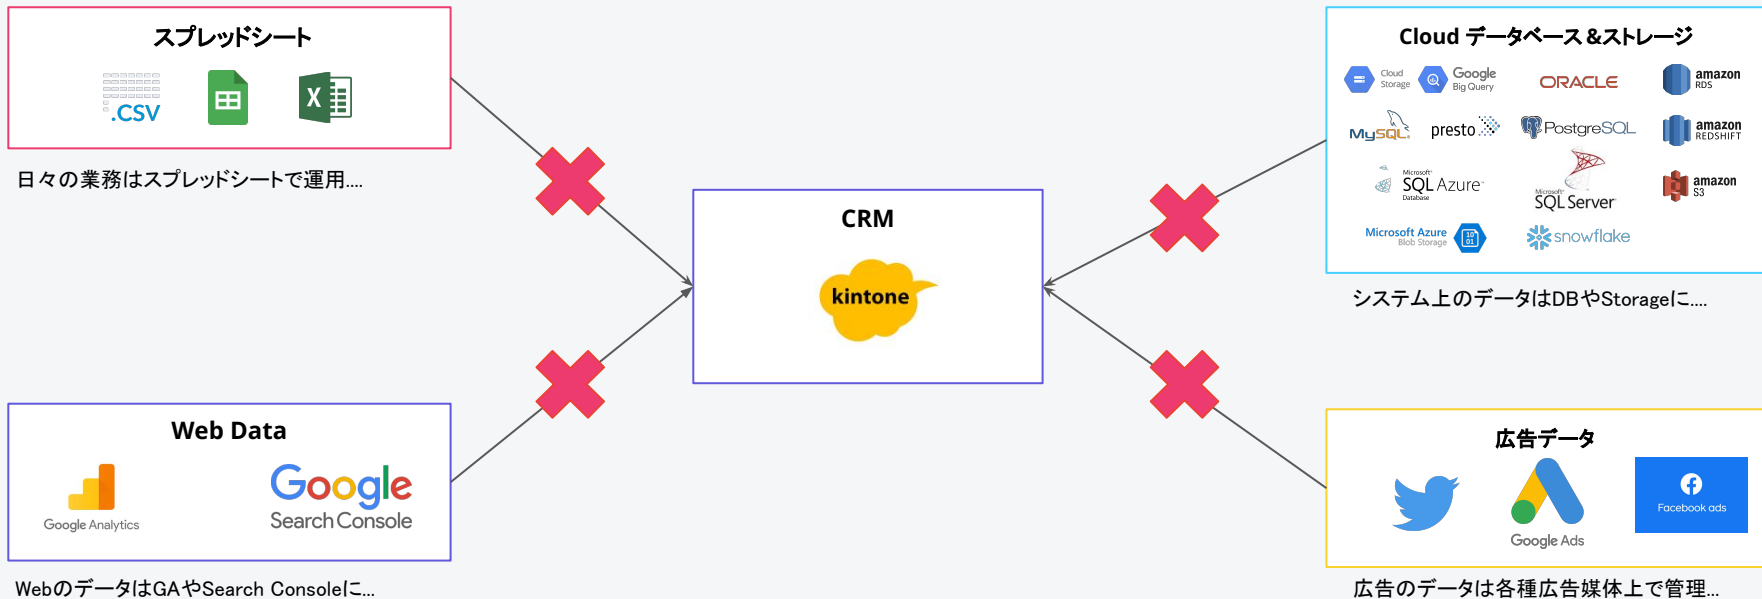 スプレッドシート
.CSV
X
日々の業務はスプレッドシートで運用....
Web Data
Google Analytics
Google
Search Console
WebのデータはGAやSearch Consoleに...
CRM
kintone
Cloud データベース&ストレージ
Cloud
Storage
Google
Big Query
ORACLE
amazon
RDS
MySQL
presto
PostgreSQL
amazon
REDSHIFT
Microsoft
SQL Azure
Database
Microsoft
SQL Server
amazon
S3
Microsoft Azure
Blob Storage
10
01
snowflake
システム上のデータはDBやStorageに....
広告データ
Google Ads
Facebook ads
広告のデータは各種広告媒体上で管理...